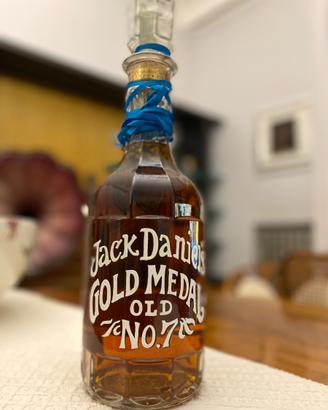 Jack Daniel's
GOLD MEDAL
OLD
No. 7